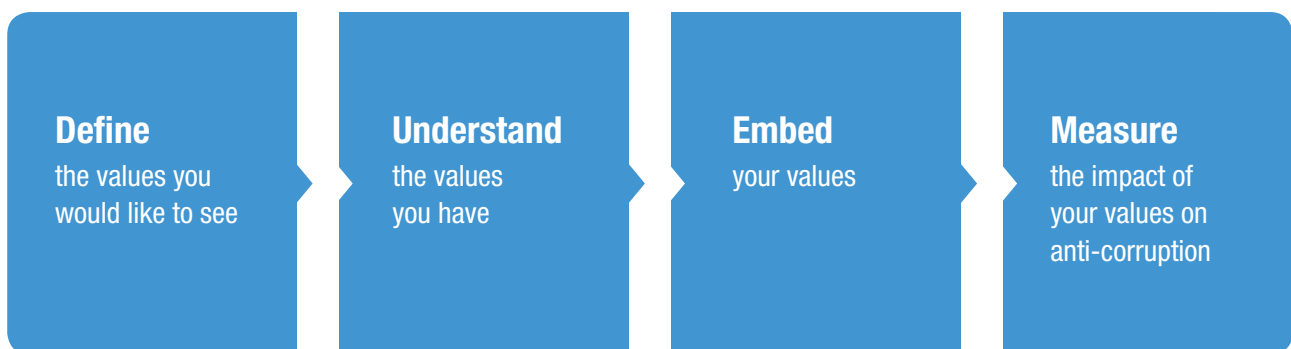 Define
the values you
would like to see
Understand
the values
you have
Embed
your values
Measure
the impact of
your values on
anti-corruption